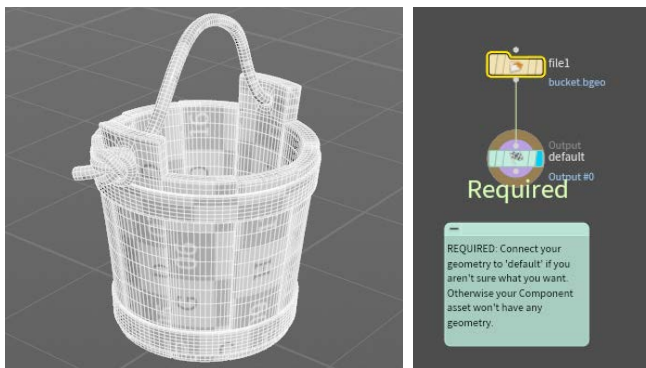 file1
bucket.bgeo
Output
default
Output #0
Required
REQUIRED: Connect your
geometry to 'default' if you
aren't sure what you want.
Otherwise your Component
asset won't have any
geometry.